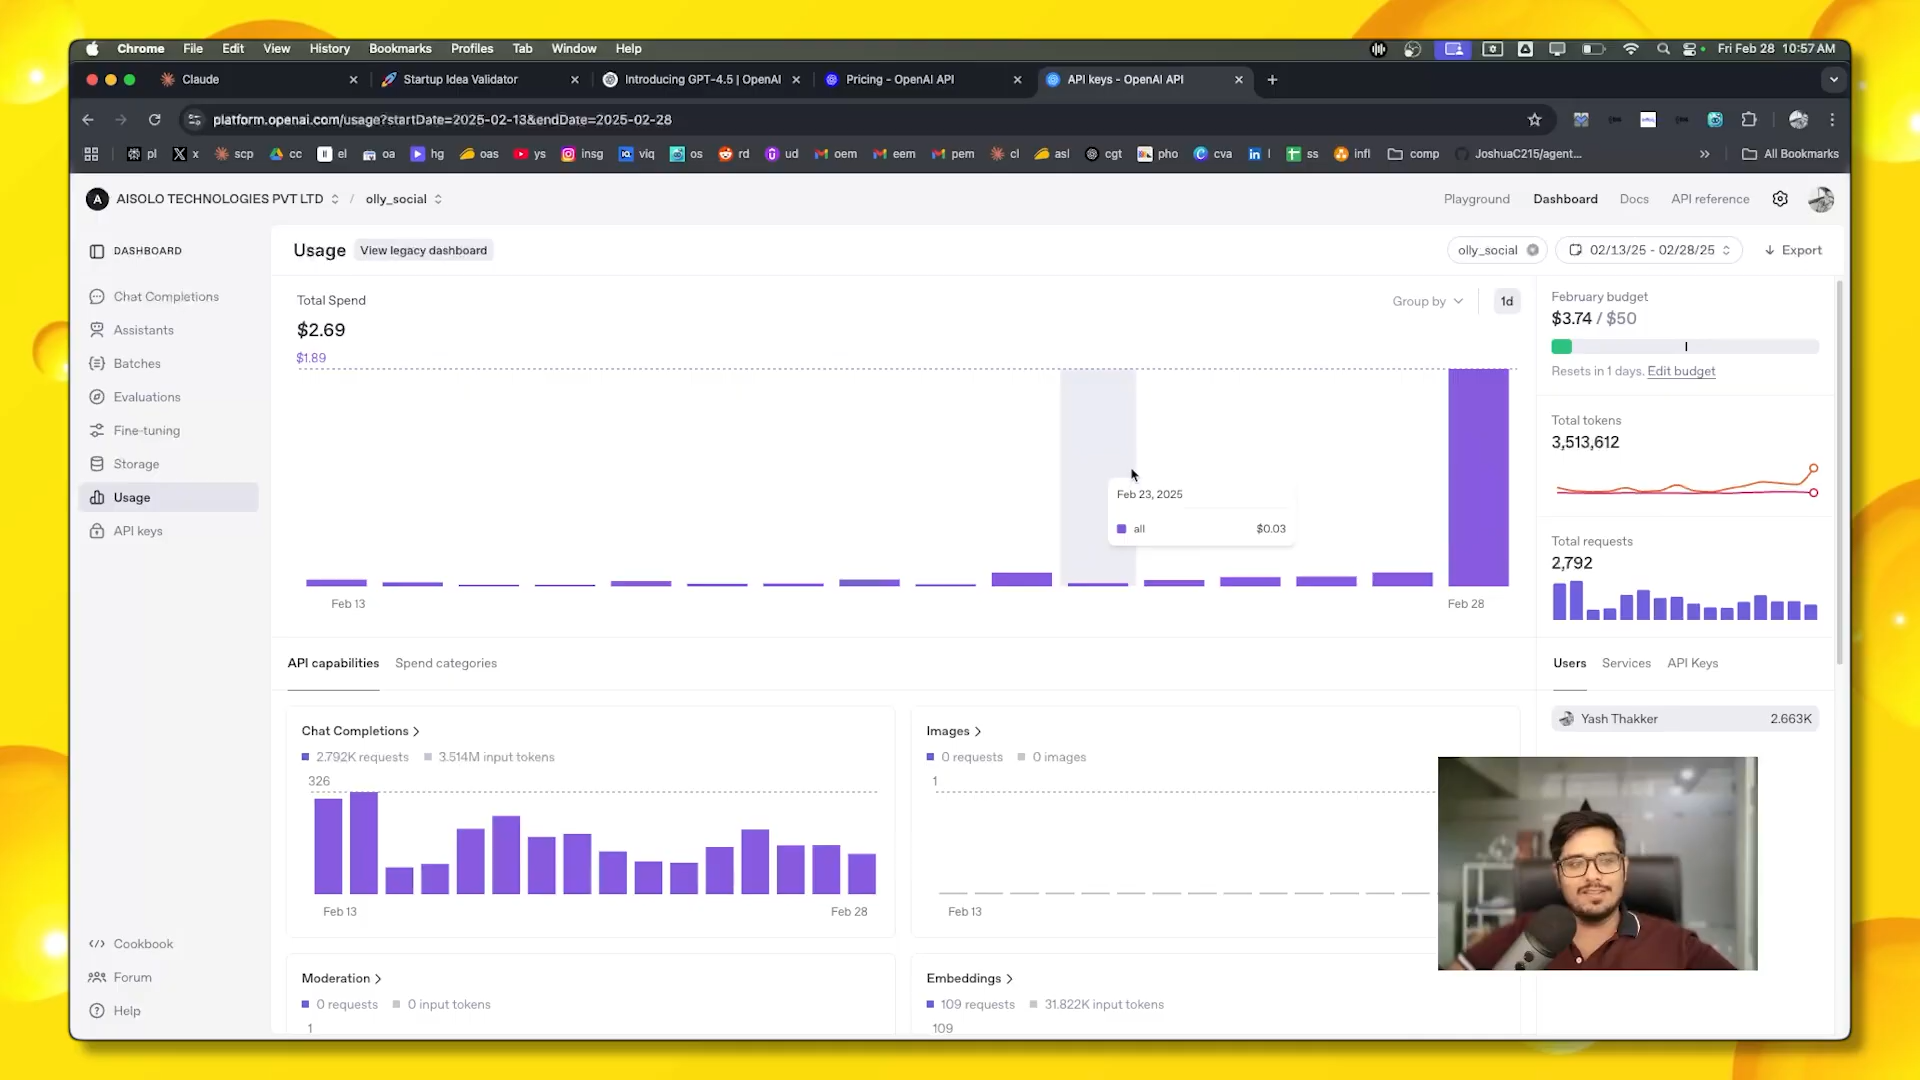 Chrome File Edit View History Bookmarks Profiles Tab Window Help
Fri Feb 28 10:57 AM
Claude
Startup Idea Validator
Introducing GPT-4.5 | OpenAI
Pricing - OpenAI API
API keys - OpenAI API
platform.openai.com/usage?startDate=2025-02-13&endDate=2025-02-28
pl x scp cc el oa hg oas ys insg viq os rd ud oem eem pem cl asl cgt pho cva l ss infl comp JoshuaC215/agent... All Bookmarks
A AISOLO TECHNOLOGIES PVT LTD / olly_social
Playground Dashboard Docs API reference
DASHBOARD
Chat Completions
Assistants
Batches
Evaluations
Fine-tuning
Storage
Usage
API keys
Cookbook
Forum
Help
Usage View legacy dashboard
olly_social 02/13/25 - 02/28/25 Export
Total Spend
$2.69
$1.89
Group by 1d
Feb 23, 2025
all $0.03
Feb 13 Feb 28
February budget
$3.74 / $50
Resets in 1 days. Edit budget
Total tokens
3,513,612
Total requests
2,792
API capabilities Spend categories
Users Services API Keys
Yash Thakker 2.663K
Chat Completions
2.792K requests 3.514M input tokens
326
Feb 13 Feb 28
Images
0 requests 0 images
1
Feb 13
Moderation
0 requests 0 input tokens
1
Embeddings
109 requests 31.822K input tokens
109